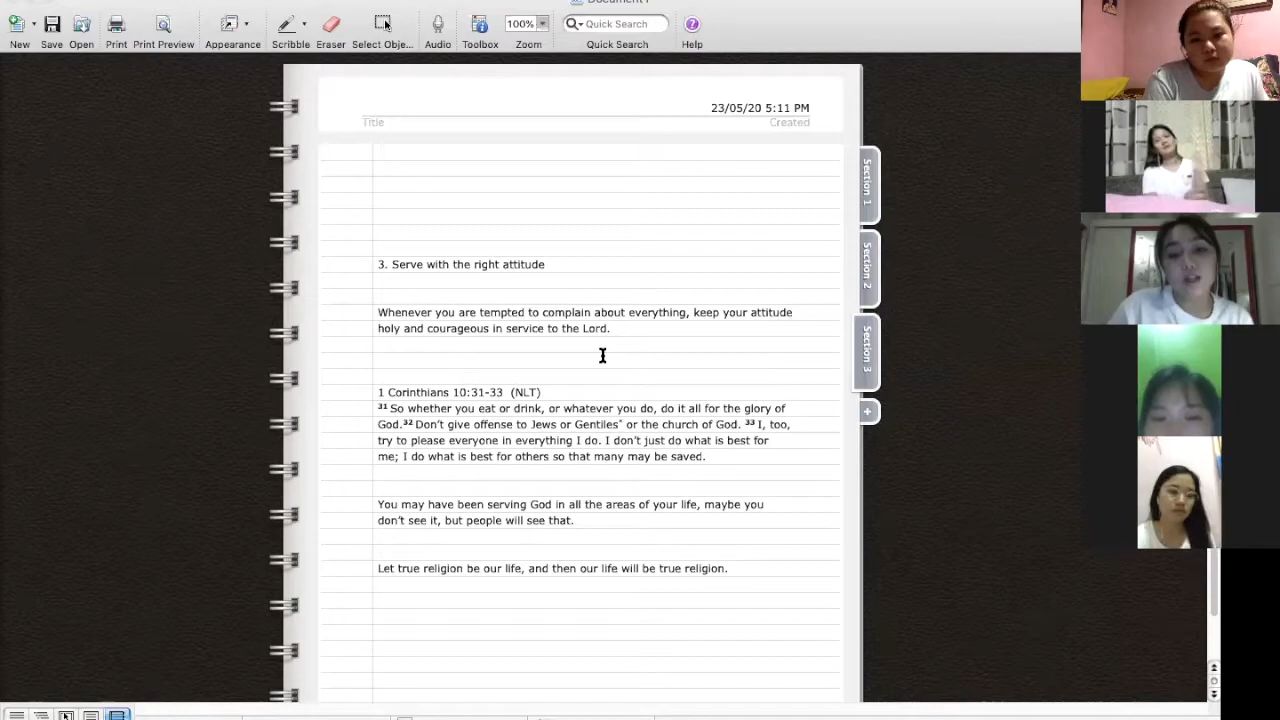 New Save Open Print Print Preview Appearance Scribble Eraser Select Obje... Audio Toolbox Zoom Quick Search Help
100%
Quick Search
23/05/20 5:11 PM
Title
Created
Section 1
Section 2
Section 3
+
3. Serve with the right attitude
Whenever you are tempted to complain about everything, keep your attitude
holy and courageous in service to the Lord.
1 Corinthians 10:31-33 (NLT)
31 So whether you eat or drink, or whatever you do, do it all for the glory of
God.32 Don't give offense to Jews or Gentiles* or the church of God. 33 I, too,
try to please everyone in everything I do. I don't just do what is best for
me; I do what is best for others so that many may be saved.
You may have been serving God in all the areas of your life, maybe you
don't see it, but people will see that.
Let true religion be our life, and then our life will be true religion.